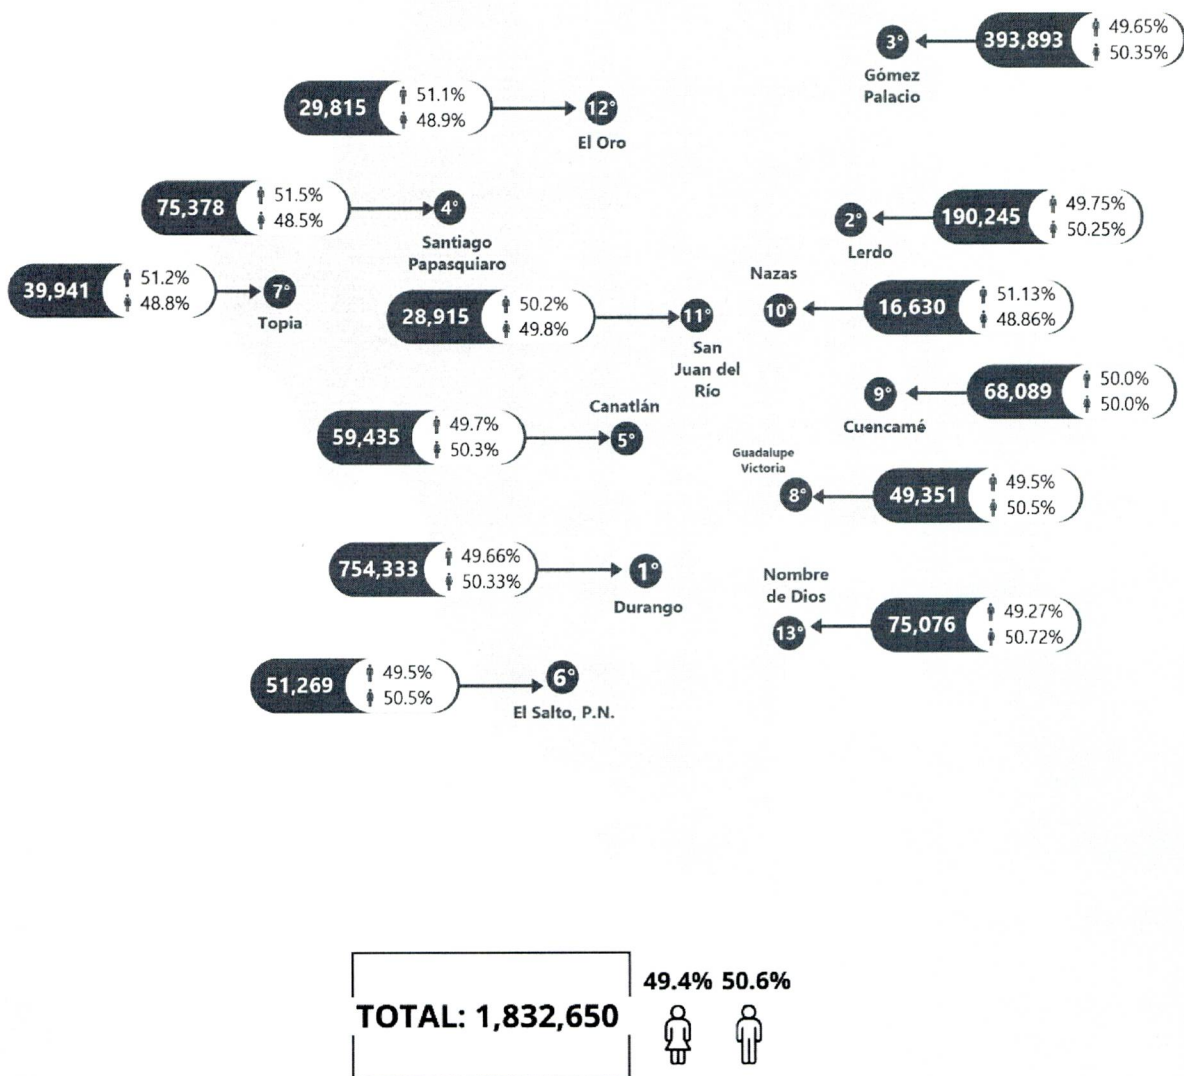 393,893
49.65%
50.35%
3°
Gómez
Palacio
29,815
51.1%
48.9%
12°
El Oro
75,378
51.5%
48.5%
4°
Santiago
Papasquiaro
190,245
49.75%
50.25%
2°
Lerdo
39,941
51.2%
48.8%
7°
Topia
28,915
50.2%
49.8%
11°
San
Juan del
Río
Nazas
10°
16,630
51.13%
48.86%
9°
Cuencamé
68,089
50.0%
50.0%
59,435
49.7%
50.3%
Canatlán
5°
Guadalupe
Victoria
8°
49,351
49.5%
50.5%
754,333
49.66%
50.33%
1°
Durango
Nombre
de Dios
13°
75,076
49.27%
50.72%
51,269
49.5%
50.5%
6°
El Salto, P.N.
TOTAL: 1,832,650
49.4% 50.6%